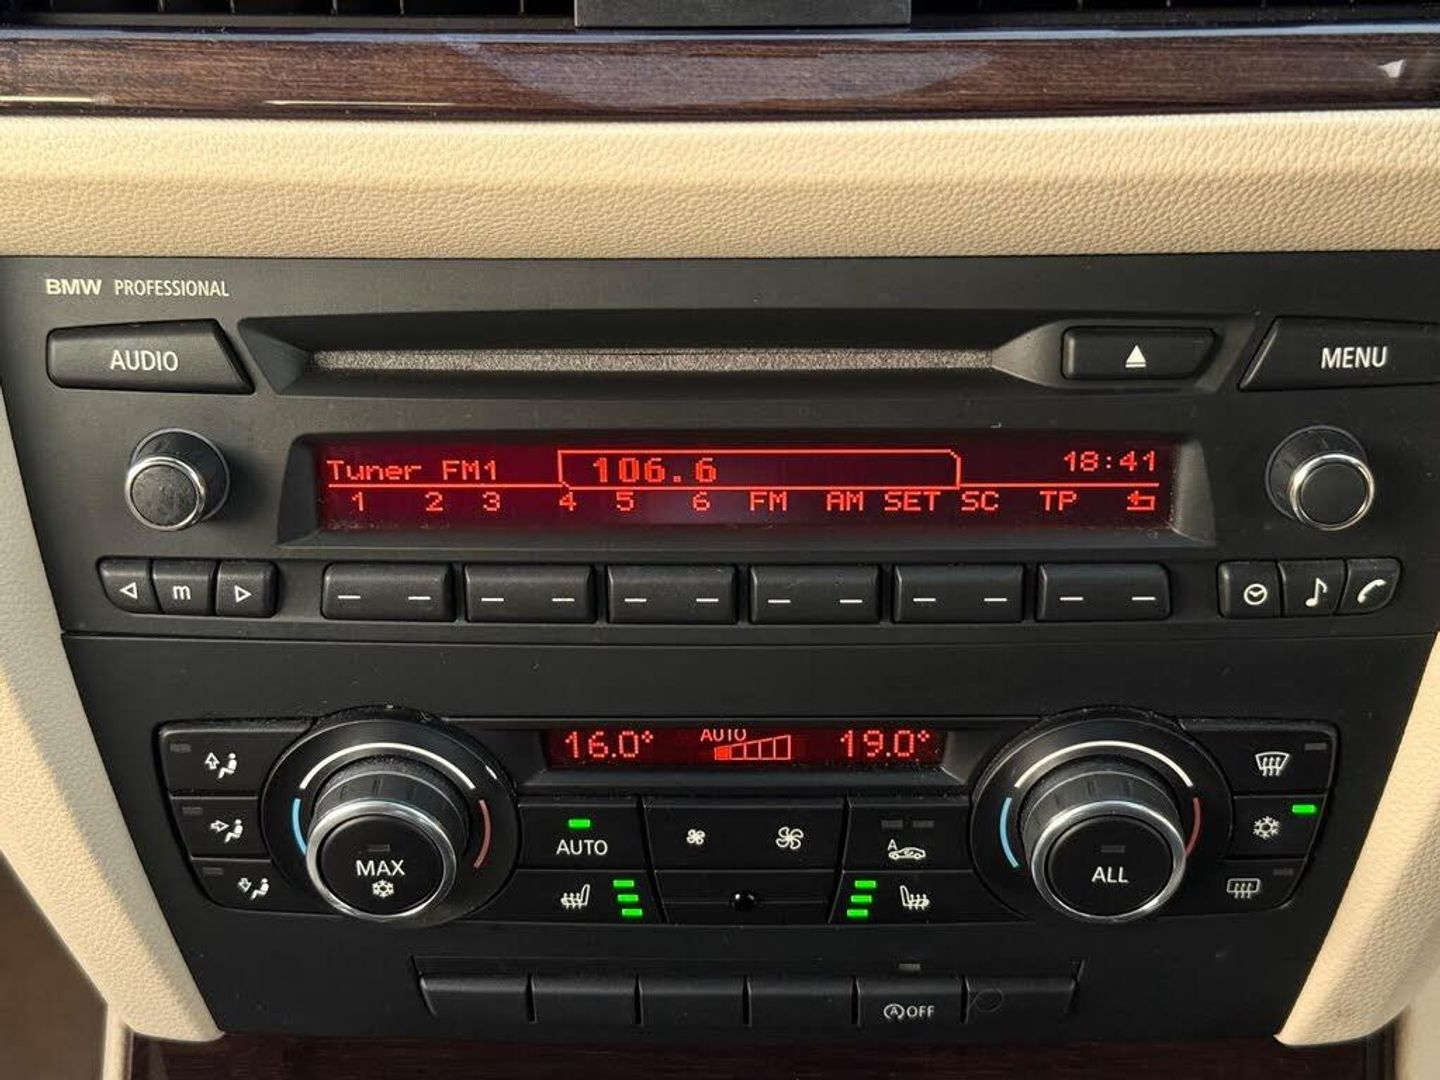 BMW PROFESSIONAL
AUDIO
MENU
Tuner FM1 106.6 18:41
1 2 3 4 5 6 FM AM SET SC TP
m
16.0° AUTO 19.0°
AUTO
A
MAX
ALL
A OFF